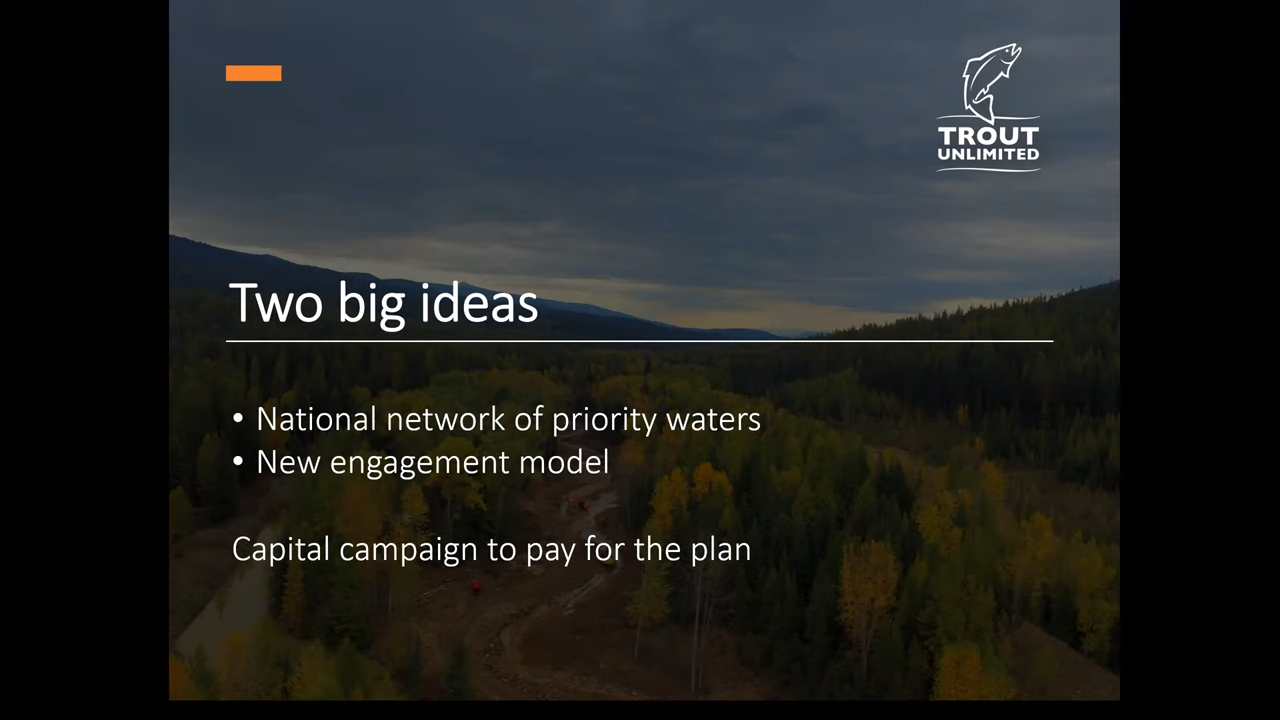 TROUT
UNLIMITED
Two big ideas
• National network of priority waters
• New engagement model
Capital campaign to pay for the plan